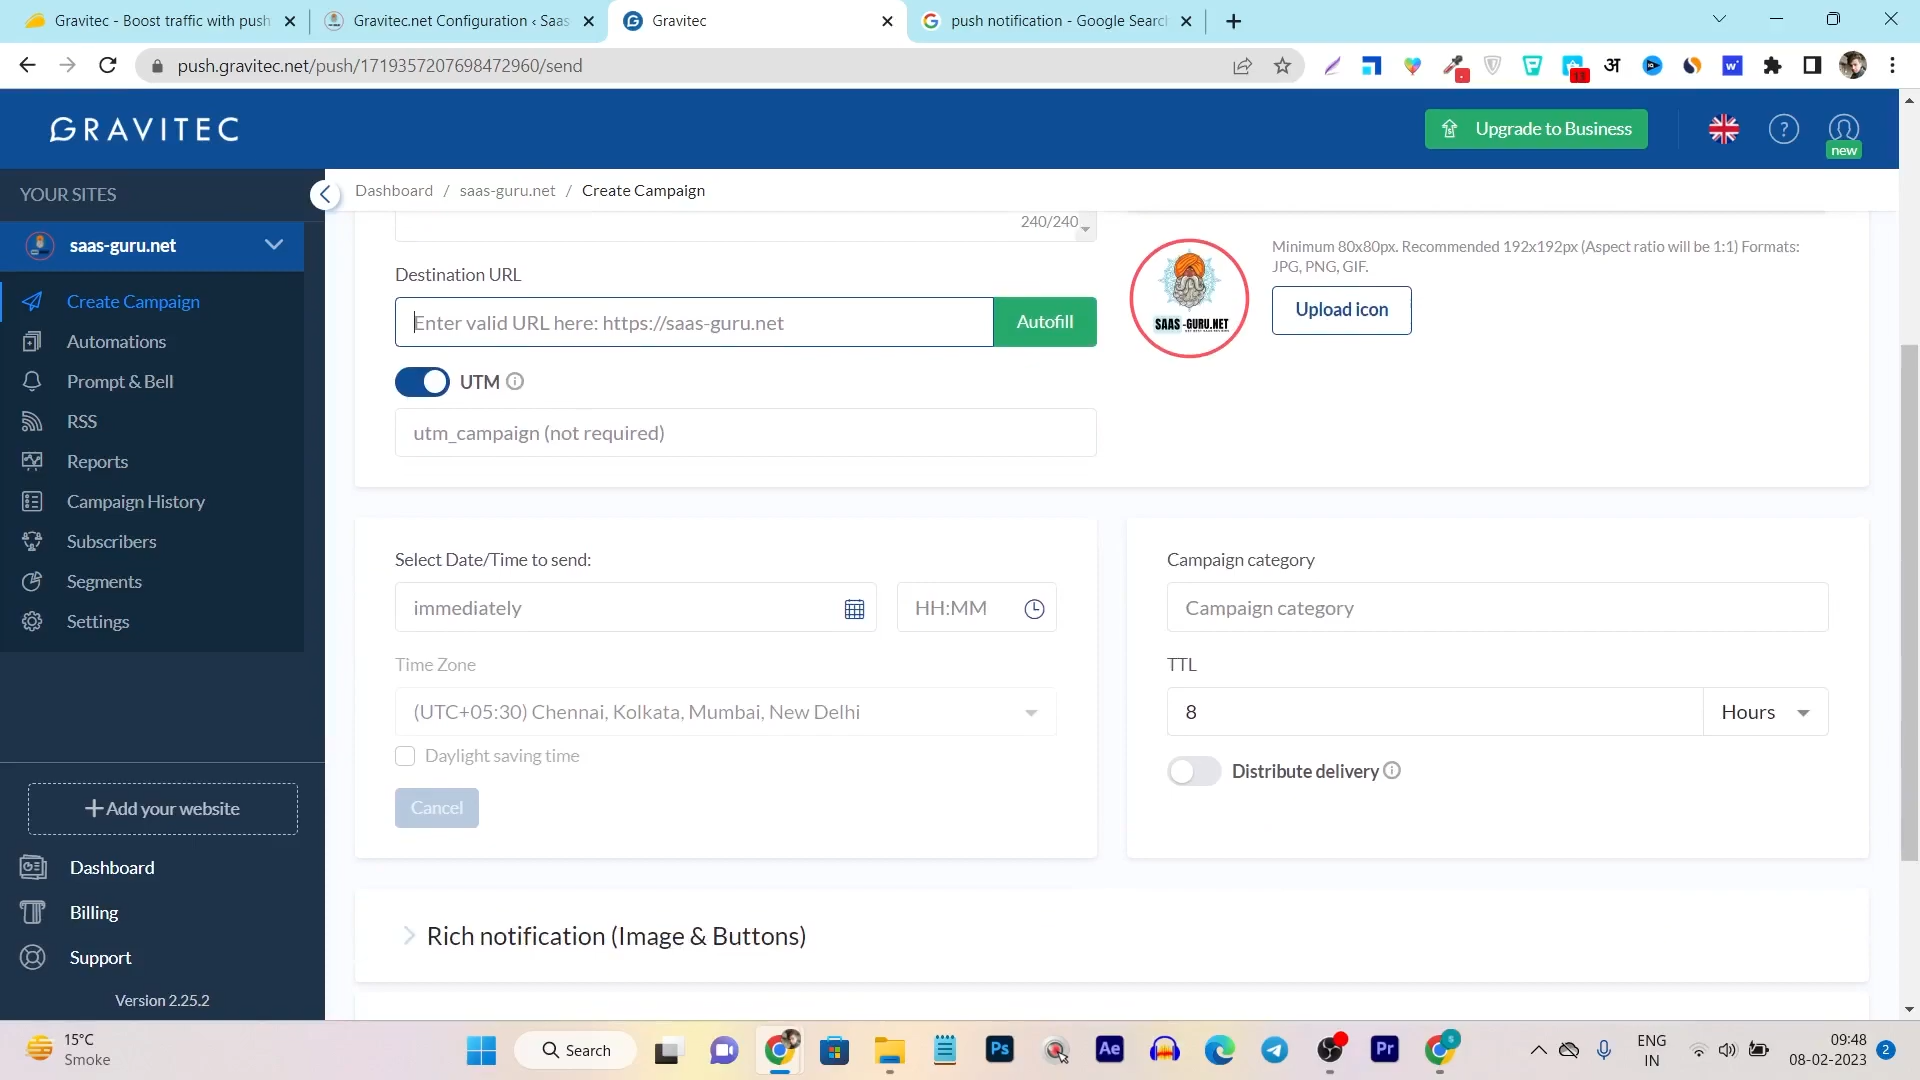 Gravitec - Boost traffic with push
Gravitec.net Configuration ‹ Saas
Gravitec
push notification - Google Search
push.gravitec.net/push/1719357207698472960/send
GRAVITEC
Upgrade to Business
new
YOUR SITES
saas-guru.net
Create Campaign
Automations
Prompt & Bell
RSS
Reports
Campaign History
Subscribers
Segments
Settings
Add your website
Dashboard
Billing
Support
Version 2.25.2
Dashboard / saas-guru.net / Create Campaign
240/240
Destination URL
Enter valid URL here: https://saas-guru.net
Autofill
UTM
utm_campaign (not required)
SAAS -GURU.NET
Minimum 80x80px. Recommended 192x192px (Aspect ratio will be 1:1) Formats:
JPG, PNG, GIF.
Upload icon
Select Date/Time to send:
immediately
HH:MM
Time Zone
(UTC+05:30) Chennai, Kolkata, Mumbai, New Delhi
Daylight saving time
Cancel
Campaign category
Campaign category
TTL
8
Hours
Distribute delivery
Rich notification (Image & Buttons)
15°C
Smoke
Search
Ps
Ae
Pr
ENG
IN
09:48
08-02-2023
2